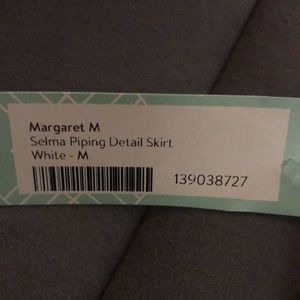 Margaret M
Selma Piping Detail Skirt
White - M
139038727